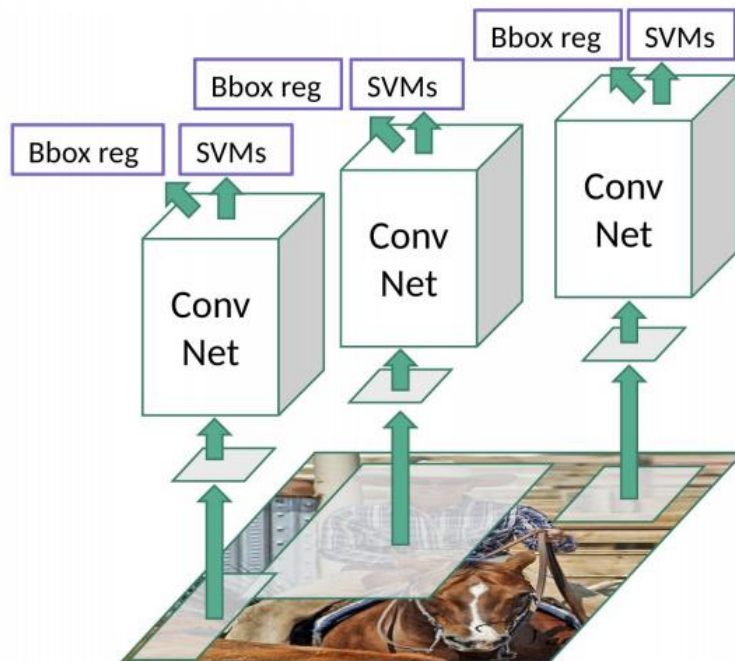 Bbox reg
SVMs
Bbox reg
SVMs
Bbox reg
SVMs
Conv
Net
Conv
Net
Conv
Net